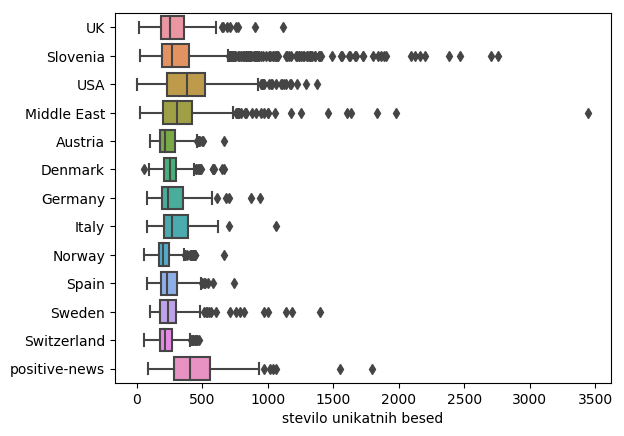 UK
Slovenia
USA
Middle East
Austria
Denmark
Germany
Italy
Norway
Spain
Sweden
Switzerland
positive-news
0 500 1000 1500 2000 2500 3000 3500
stevilo unikatnih besed